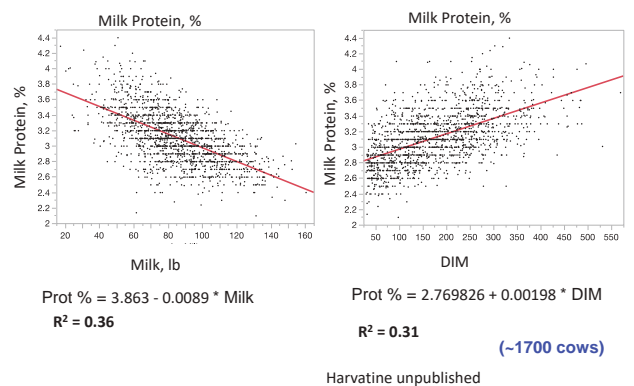 Milk Protein, %
Milk Protein, %
4.4
4.2
4
3.8
3.6
3.4
3.2
3
2.8
2.6
2.4
2.2
2
Milk Protein, %
20 40 60 80 100 120 140 160
Milk, lb
Prot % = 3.863 - 0.0089 * Milk
R² = 0.36
Milk Protein, %
4.4
4.2
4
3.8
3.6
3.4
3.2
3
2.8
2.6
2.4
2.2
2
50 100 150 200 250 300 350 400 450 500 550
DIM
Prot % = 2.769826 + 0.00198 * DIM
R² = 0.31
(~1700 cows)
Harvatine unpublished